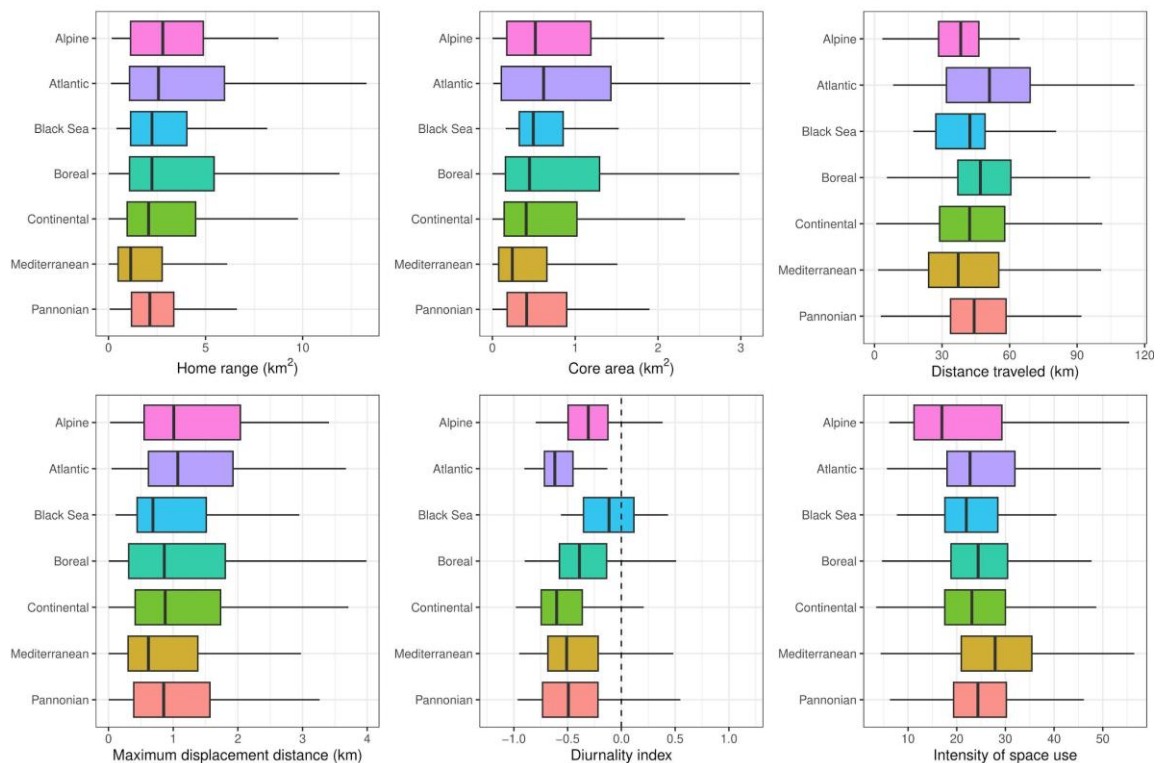 Alpine
Atlantic
Black Sea
Boreal
Continental
Mediterranean
Pannonian
0 5 10
Home range (km²)
Alpine
Atlantic
Black Sea
Boreal
Continental
Mediterranean
Pannonian
0 1 2 3
Core area (km²)
Alpine
Atlantic
Black Sea
Boreal
Continental
Mediterranean
Pannonian
0 30 60 90 120
Distance traveled (km)
Alpine
Atlantic
Black Sea
Boreal
Continental
Mediterranean
Pannonian
0 1 2 3 4
Maximum displacement distance (km)
Alpine
Atlantic
Black Sea
Boreal
Continental
Mediterranean
Pannonian
−1.0 −0.5 0.0 0.5 1.0
Diurnality index
Alpine
Atlantic
Black Sea
Boreal
Continental
Mediterranean
Pannonian
10 20 30 40 50
Intensity of space use